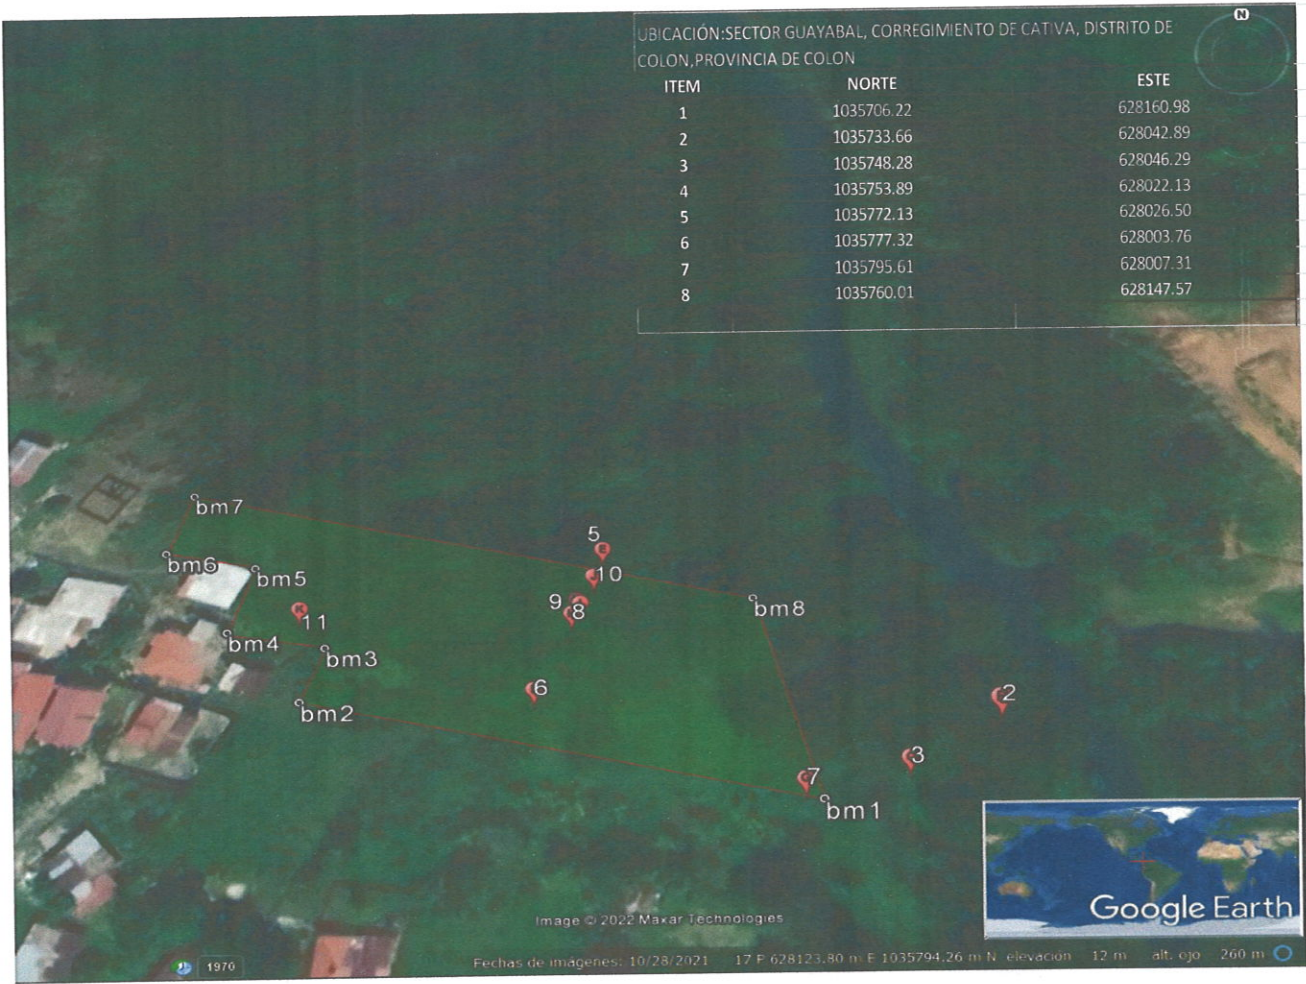 N
UBICACIÓN:SECTOR GUAYABAL, CORREGIMIENTO DE CATIVA, DISTRITO DE
COLON,PROVINCIA DE COLON
ITEM NORTE ESTE
1 1035706.22 628160.98
2 1035733.66 628042.89
3 1035748.28 628046.29
4 1035753.89 628022.13
5 1035772.13 628026.50
6 1035777.32 628003.76
7 1035795.61 628007.31
8 1035760.01 628147.57
bm7
5
bm6
bm5
10
9
8
bm8
K
11
bm4
bm3
6
2
bm2
3
7
bm1
Google Earth
Image © 2022 Maxar Technologies
1970
Fechas de imágenes: 10/28/2021 17 P 628123.80 m E 1035794.26 m N elevación 12 m alt. ojo 260 m